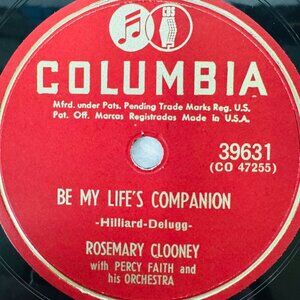 CBS
COLUMBIA
Mfrd. under Pats. Pending Trade Marks Reg. U.S.
Pat. Off. Marcas Registradas Made in U.S.A.
39631
(CO 47255)
BE MY LIFE'S COMPANION
-Hilliard-Delugg-
ROSEMARY CLOONEY
with PERCY FAITH and
his ORCHESTRA